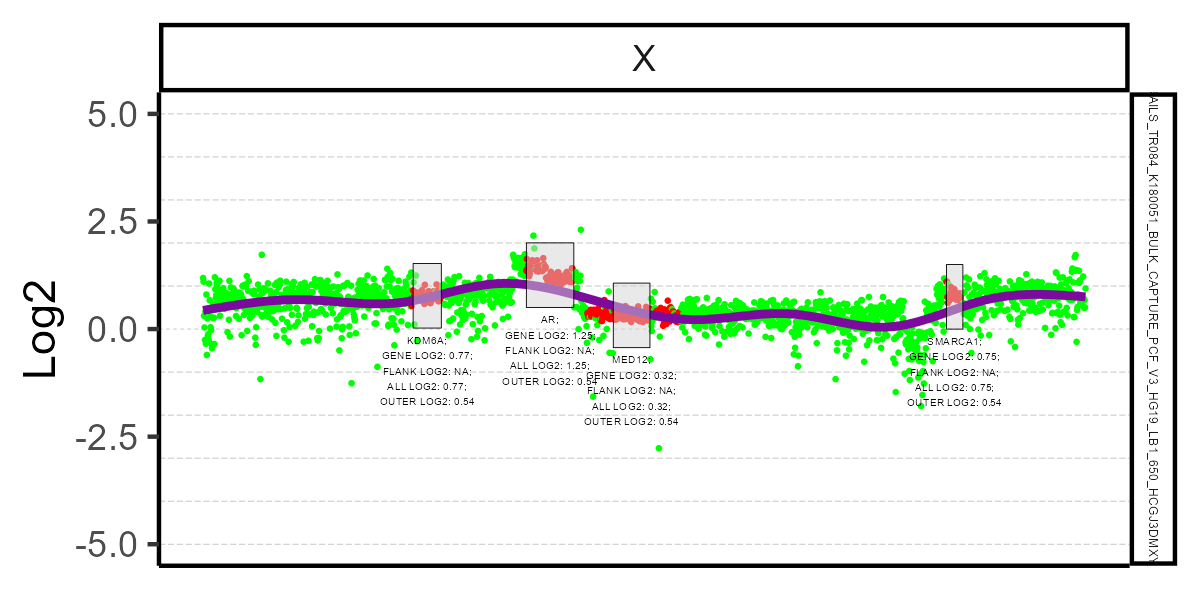 X
Log2
5.0
2.5
0.0
-2.5
-5.0
KDM6A;
GENE LOG2: 0.77;
FLANK LOG2: NA;
ALL LOG2: 0.77;
OUTER LOG2: 0.54
AR;
GENE LOG2: 1.25;
FLANK LOG2: NA;
ALL LOG2: 1.25;
OUTER LOG2: 0.54
MED12;
GENE LOG2: 0.32;
FLANK LOG2: NA;
ALL LOG2: 0.32;
OUTER LOG2: 0.54
SMARCA1;
GENE LOG2: 0.75;
FLANK LOG2: NA;
ALL LOG2: 0.75;
OUTER LOG2: 0.54
AILS_TR084_K180051_BULK_CAPTURE_PCF_V3_HG19_LB1_650_HCGJ3DMXY